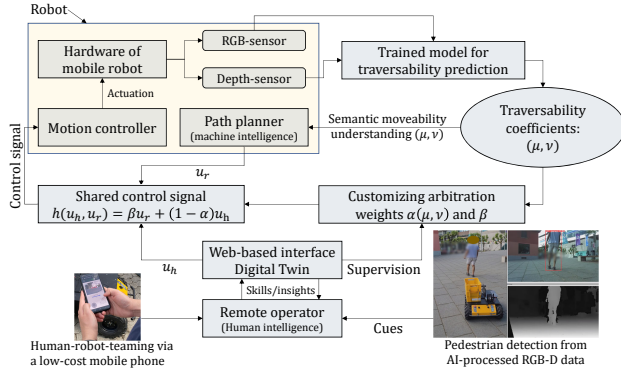 Robot
RGB-sensor
Hardware of
mobile robot
Depth-sensor
Trained model for
traversability prediction
Actuation
Motion controller
Path planner
(machine intelligence)
Semantic moveability
understanding (μ, ν)
Traversability
coefficients:
(μ, ν)
Control signal
u_r
Shared control signal
h(u_h, u_r) = βu_r + (1 − α)u_h
Customizing arbitration
weights α(μ, ν) and β
u_h
Web-based interface
Digital Twin
Supervision
Skills/insights
Remote operator
(Human intelligence)
Cues
Human-robot-teaming via
a low-cost mobile phone
Pedestrian detection from
AI-processed RGB-D data